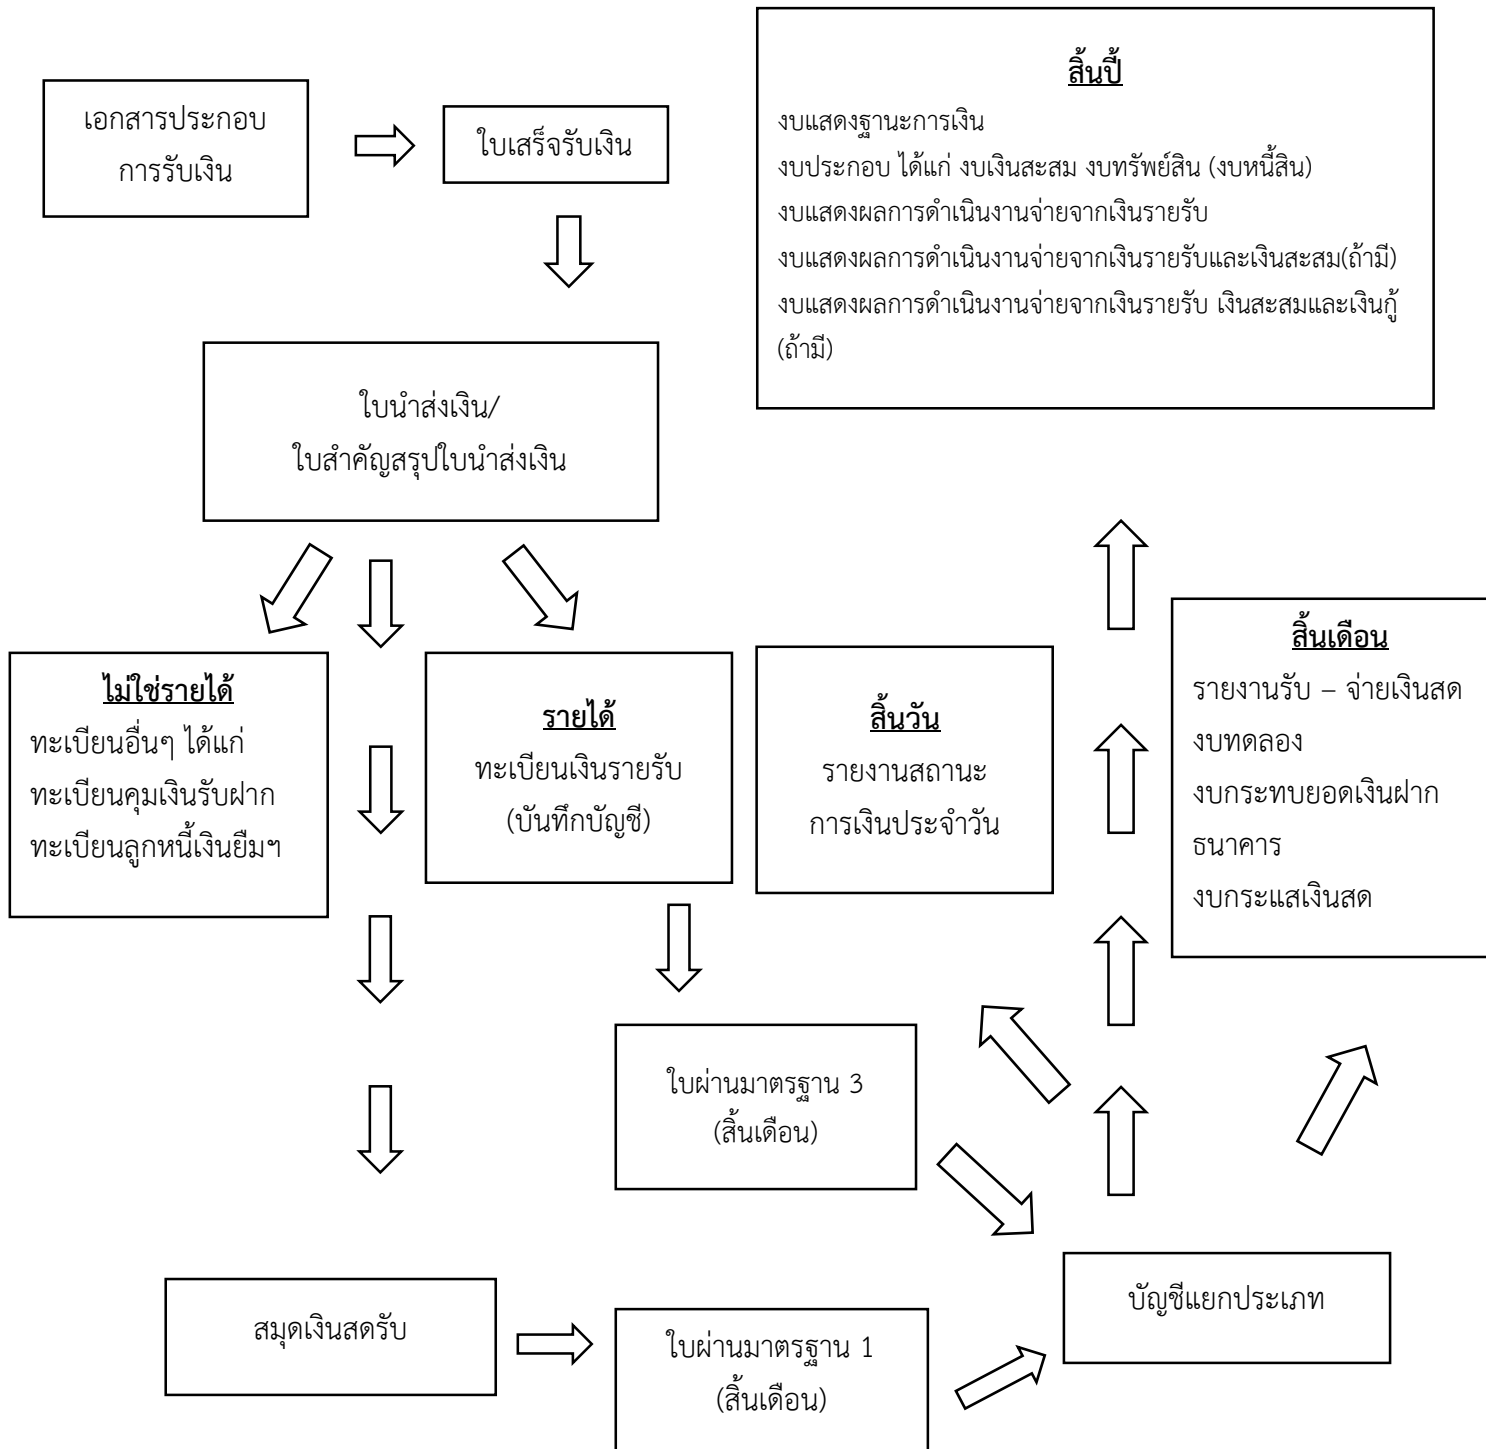 เอกสารประกอบ
การรับเงิน
ใบเสร็จรับเงิน
สิ้นปี้
งบแสดงฐานะการเงิน
งบประกอบ ได้แก่ งบเงินสะสม งบทรัพย์สิน (งบหนี้สิน)
งบแสดงผลการดำเนินงานจ่ายจากเงินรายรับ
งบแสดงผลการดำเนินงานจ่ายจากเงินรายรับและเงินสะสม(ถ้ามี)
งบแสดงผลการดำเนินงานจ่ายจากเงินรายรับ เงินสะสมและเงินกู้
(ถ้ามี)
ใบนำส่งเงิน/
ใบสำคัญสรุปใบนำส่งเงิน
ไม่ใช่รายได้
ทะเบียนอื่นๆ ได้แก่
ทะเบียนคุมเงินรับฝาก
ทะเบียนลูกหนี้เงินยืมฯ
รายได้
ทะเบียนเงินรายรับ
(บันทึกบัญชี)
สิ้นวัน
รายงานสถานะ
การเงินประจำวัน
สิ้นเดือน
รายงานรับ – จ่ายเงินสด
งบทดลอง
งบกระทบยอดเงินฝาก
ธนาคาร
งบกระแสเงินสด
ใบผ่านมาตรฐาน 3
(สิ้นเดือน)
สมุดเงินสดรับ
ใบผ่านมาตรฐาน 1
(สิ้นเดือน)
บัญชีแยกประเภท